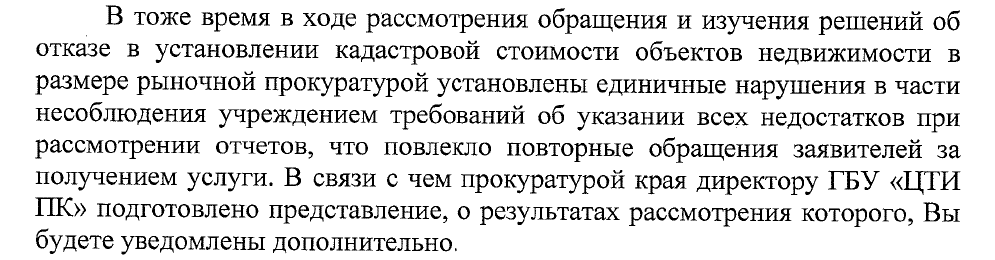 В тоже время в ходе рассмотрения обращения и изучения решений об
отказе в установлении кадастровой стоимости объектов недвижимости в
размере рыночной прокуратурой установлены единичные нарушения в части
несоблюдения учреждением требований об указании всех недостатков при
рассмотрении отчетов, что повлекло повторные обращения заявителей за
получением услуги. В связи с чем прокуратурой края директору ГБУ «ЦТИ
ПК» подготовлено представление, о результатах рассмотрения которого, Вы
будете уведомлены дополнительно.